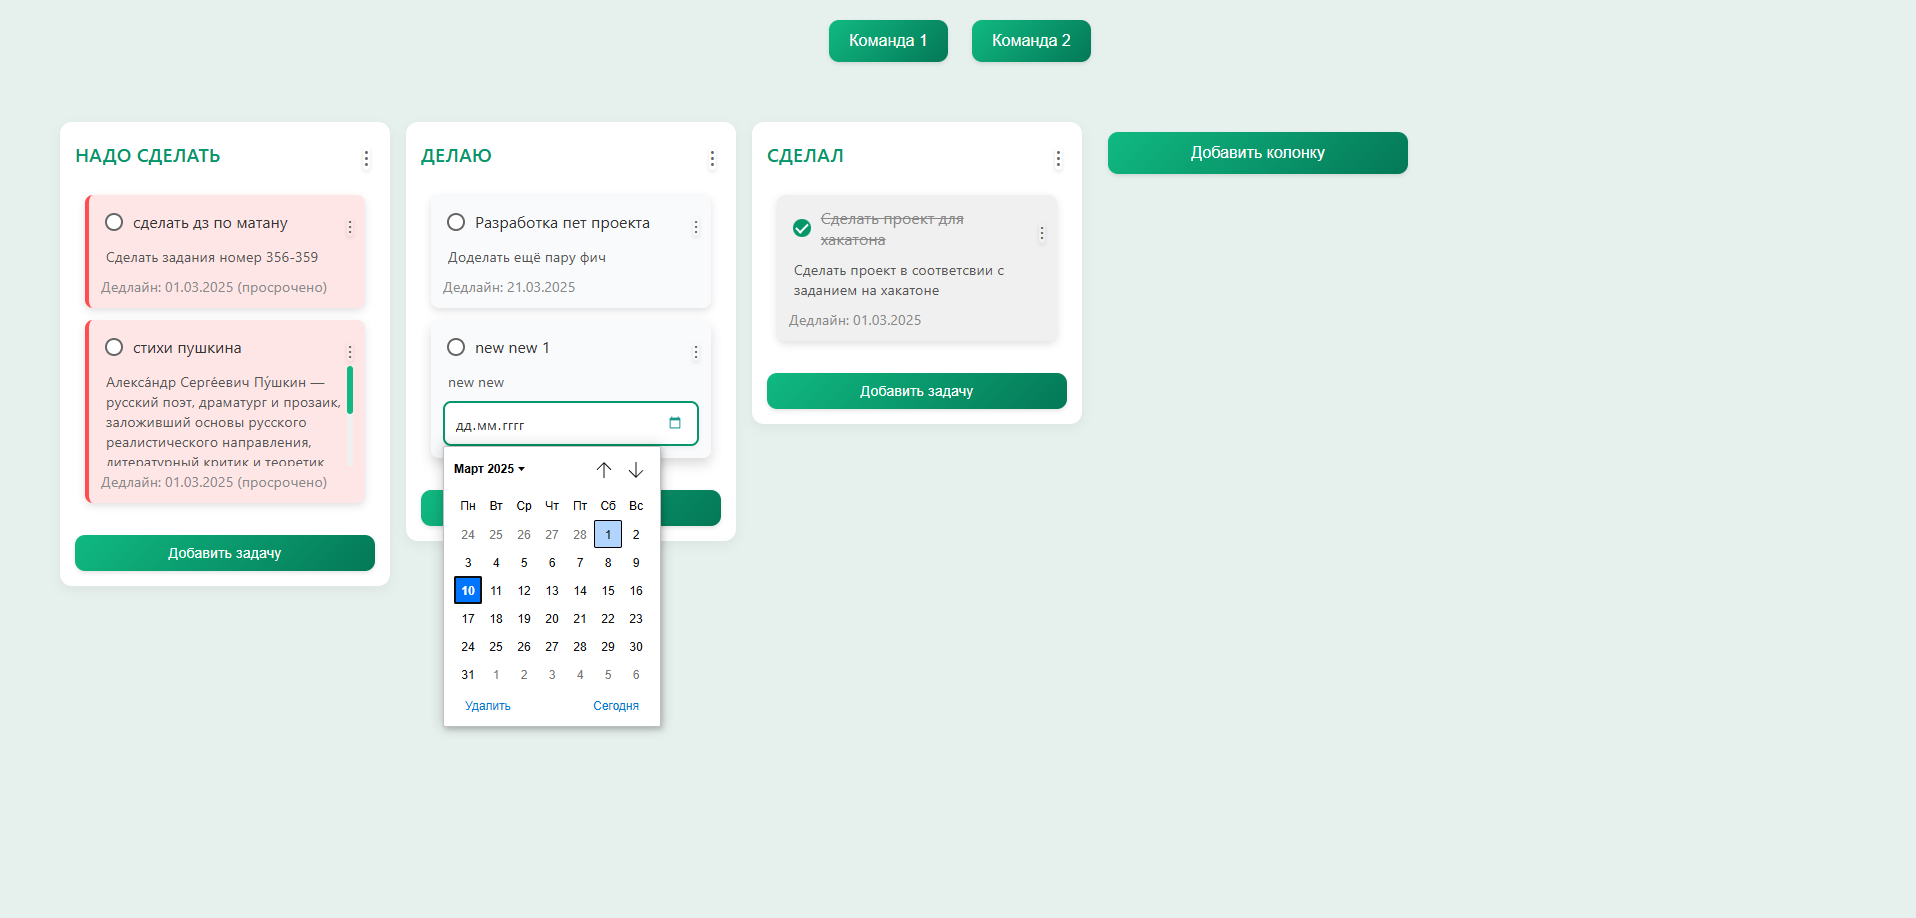 Команда 1
Команда 2
НАДО СДЕЛАТЬ
сделать дз по матану
Сделать задания номер 356-359
Дедлайн: 01.03.2025 (просрочено)
стихи пушкина
Алекса́ндр Серге́евич Пу́шкин —
русский поэт, драматург и прозаик,
заложивший основы русского
реалистического направления,
литературный критик и теоретик
Дедлайн: 01.03.2025 (просрочено)
Добавить задачу
ДЕЛАЮ
Разработка пет проекта
Доделать ещё пару фич
Дедлайн: 21.03.2025
new new 1
new new
дд.мм.гггг
Март 2025
Пн Вт Ср Чт Пт Сб Вс
24 25 26 27 28 1 2
3 4 5 6 7 8 9
10 11 12 13 14 15 16
17 18 19 20 21 22 23
24 25 26 27 28 29 30
31 1 2 3 4 5 6
Удалить
Сегодня
СДЕЛАЛ
Сделать проект для
хакатона
Сделать проект в соответсвии с
заданием на хакатоне
Дедлайн: 01.03.2025
Добавить задачу
Добавить колонку